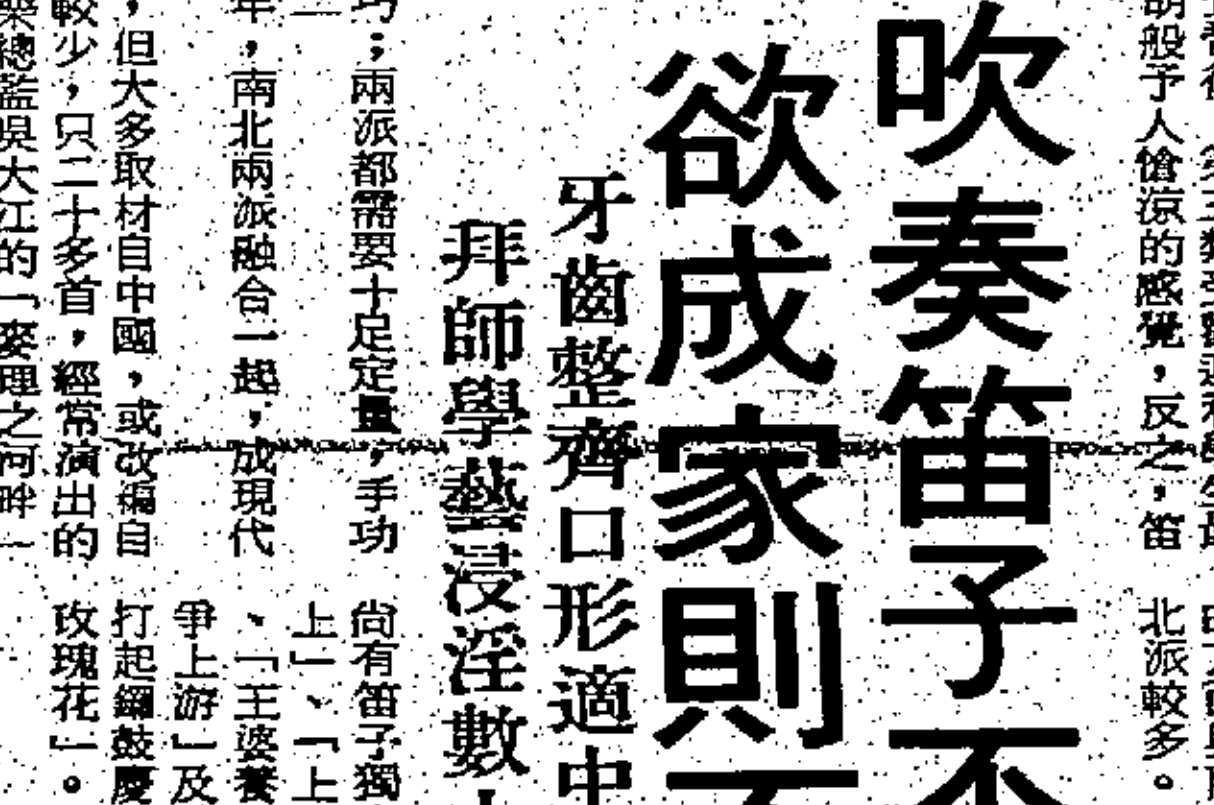 胡般予人愴涼的感覺，反之，笛
北派較多。
吹奏笛子不
欲成家則
牙齒整齊口形適中
拜師學藝浸淫數
巧；兩派都需要十足定量，手功
尚有笛子獨
上」、「上
年，南北兩派融合一起，成現代
、「王婆養
爭上游」及
，但大多取材自中國，或改編自
打起鑼鼓慶
較少，只二十多首，經常演出的
玫瑰花」。
樂總監吳大江的「麥理之河畔